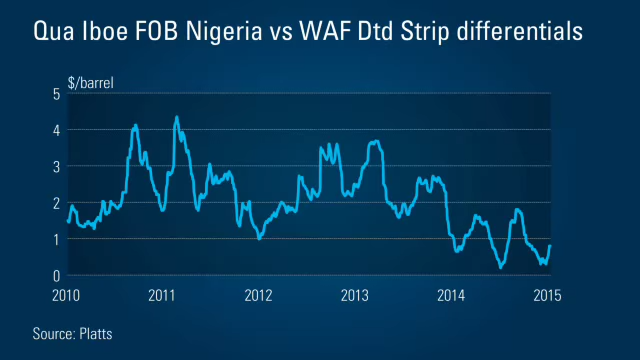 Qua Iboe FOB Nigeria vs WAF Dtd Strip differentials
$/barrel
5
4
3
2
1
0
2010 2011 2012 2013 2014 2015
Source: Platts